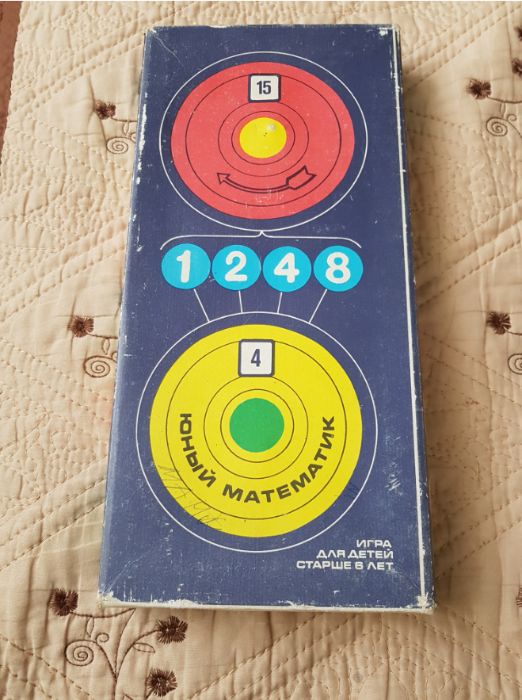 15
1 2 4 8
4
ЮНЫЙ МАТЕМАТИК
ИГРА
ДЛЯ ДЕТЕЙ
СТАРШЕ 6 ЛЕТ